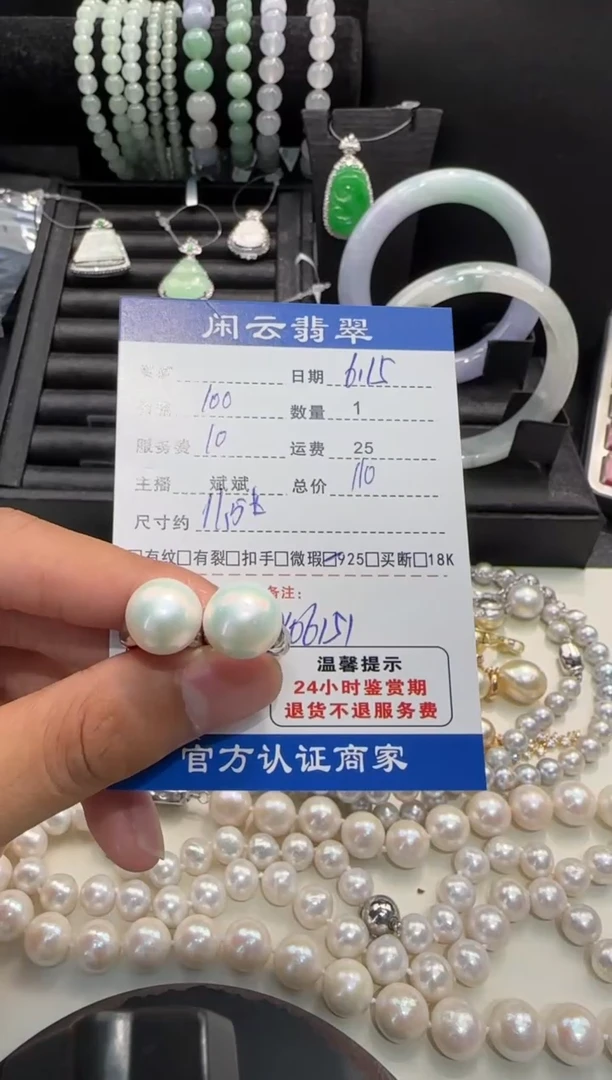 闲云翡翠
日期 6.15
100 数量 1
服务费 10 运费 25
主播 斌斌 总价 110
尺寸约 11.5
有纹□有裂□扣手□微瑕☑925□买断□18K
备注:
06151
温馨提示
24小时鉴赏期
退货不退服务费
官方认证商家